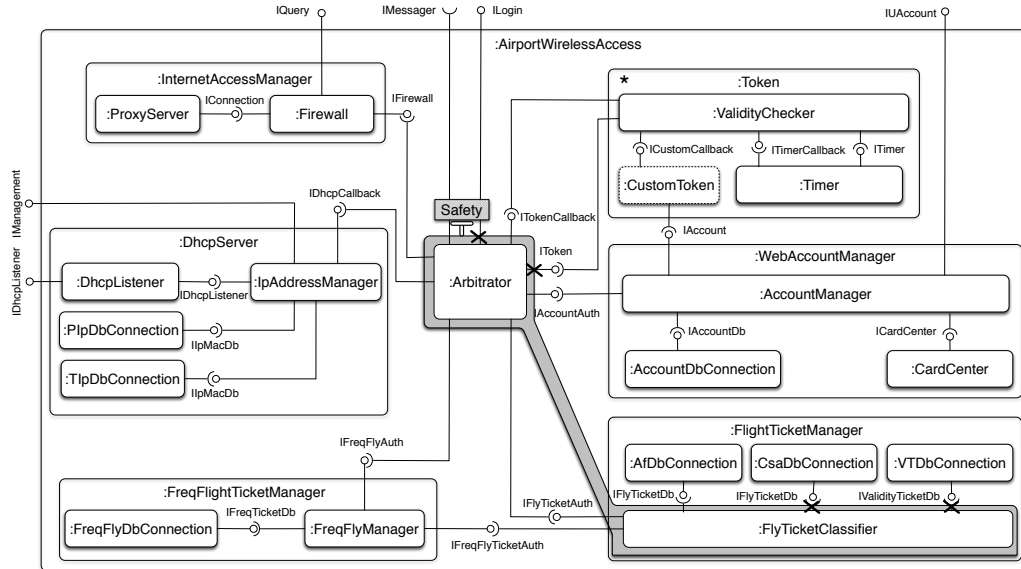 IQuery
IMessager
ILogin
IUAccount
:AirportWirelessAccess
:InternetAccessManager
IConnection
:ProxyServer
:Firewall
IFirewall
*
:Token
:ValidityChecker
ICustomCallback
ITimerCallback
ITimer
:CustomToken
:Timer
IManagement
IDhcpCallback
Safety
ITokenCallback
IAccount
:DhcpServer
IDhcpListener
:DhcpListener
IDhcpListener
:IpAddressManager
:Arbitrator
IToken
:WebAccountManager
:AccountManager
IAccountAuth
:PIpDbConnection
IIpMacDb
IAccountDb
ICardCenter
:TIpDbConnection
IIpMacDb
:AccountDbConnection
:CardCenter
:FlightTicketManager
IFreqFlyAuth
:AfDbConnection
:CsaDbConnection
:VTDbConnection
:FreqFlightTicketManager
IFlyTicketDb
IFlyTicketDb
IValidityTicketDb
IFreqTicketDb
IFlyTicketAuth
:FreqFlyDbConnection
:FreqFlyManager
:FlyTicketClassifier
IFreqFlyTicketAuth